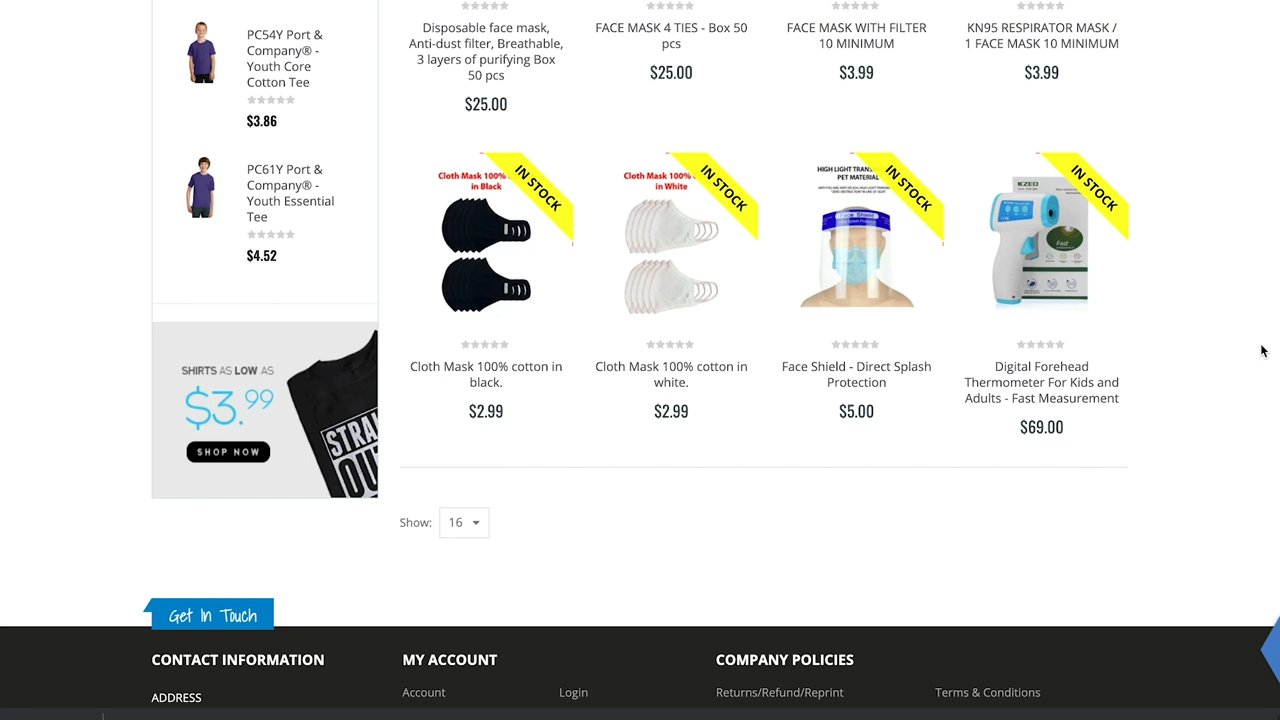 PC54Y Port &
Company® -
Youth Core
Cotton Tee
$3.86
PC61Y Port &
Company® -
Youth Essential
Tee
$4.52
SHIRTS AS LOW AS
$3.99
SHOP NOW
STRA
OU
Disposable face mask,
Anti-dust filter, Breathable,
3 layers of purifying Box
50 pcs
$25.00
FACE MASK 4 TIES - Box 50
pcs
$25.00
FACE MASK WITH FILTER
10 MINIMUM
$3.99
KN95 RESPIRATOR MASK /
1 FACE MASK 10 MINIMUM
$3.99
Cloth Mask 100%
in Black
IN STOCK
Cloth Mask 100% cotton in
black.
$2.99
Cloth Mask 100%
in White
IN STOCK
Cloth Mask 100% cotton in
white.
$2.99
HIGH LIGHT TRANS
PET MATERIAL
IN STOCK
Face Shield
Face Shield - Direct Splash
Protection
$5.00
KZED
Fast
IN STOCK
Digital Forehead
Thermometer For Kids and
Adults - Fast Measurement
$69.00
Show: 16
Get In Touch
CONTACT INFORMATION
ADDRESS
MY ACCOUNT
Account Login
COMPANY POLICIES
Returns/Refund/Reprint Terms & Conditions